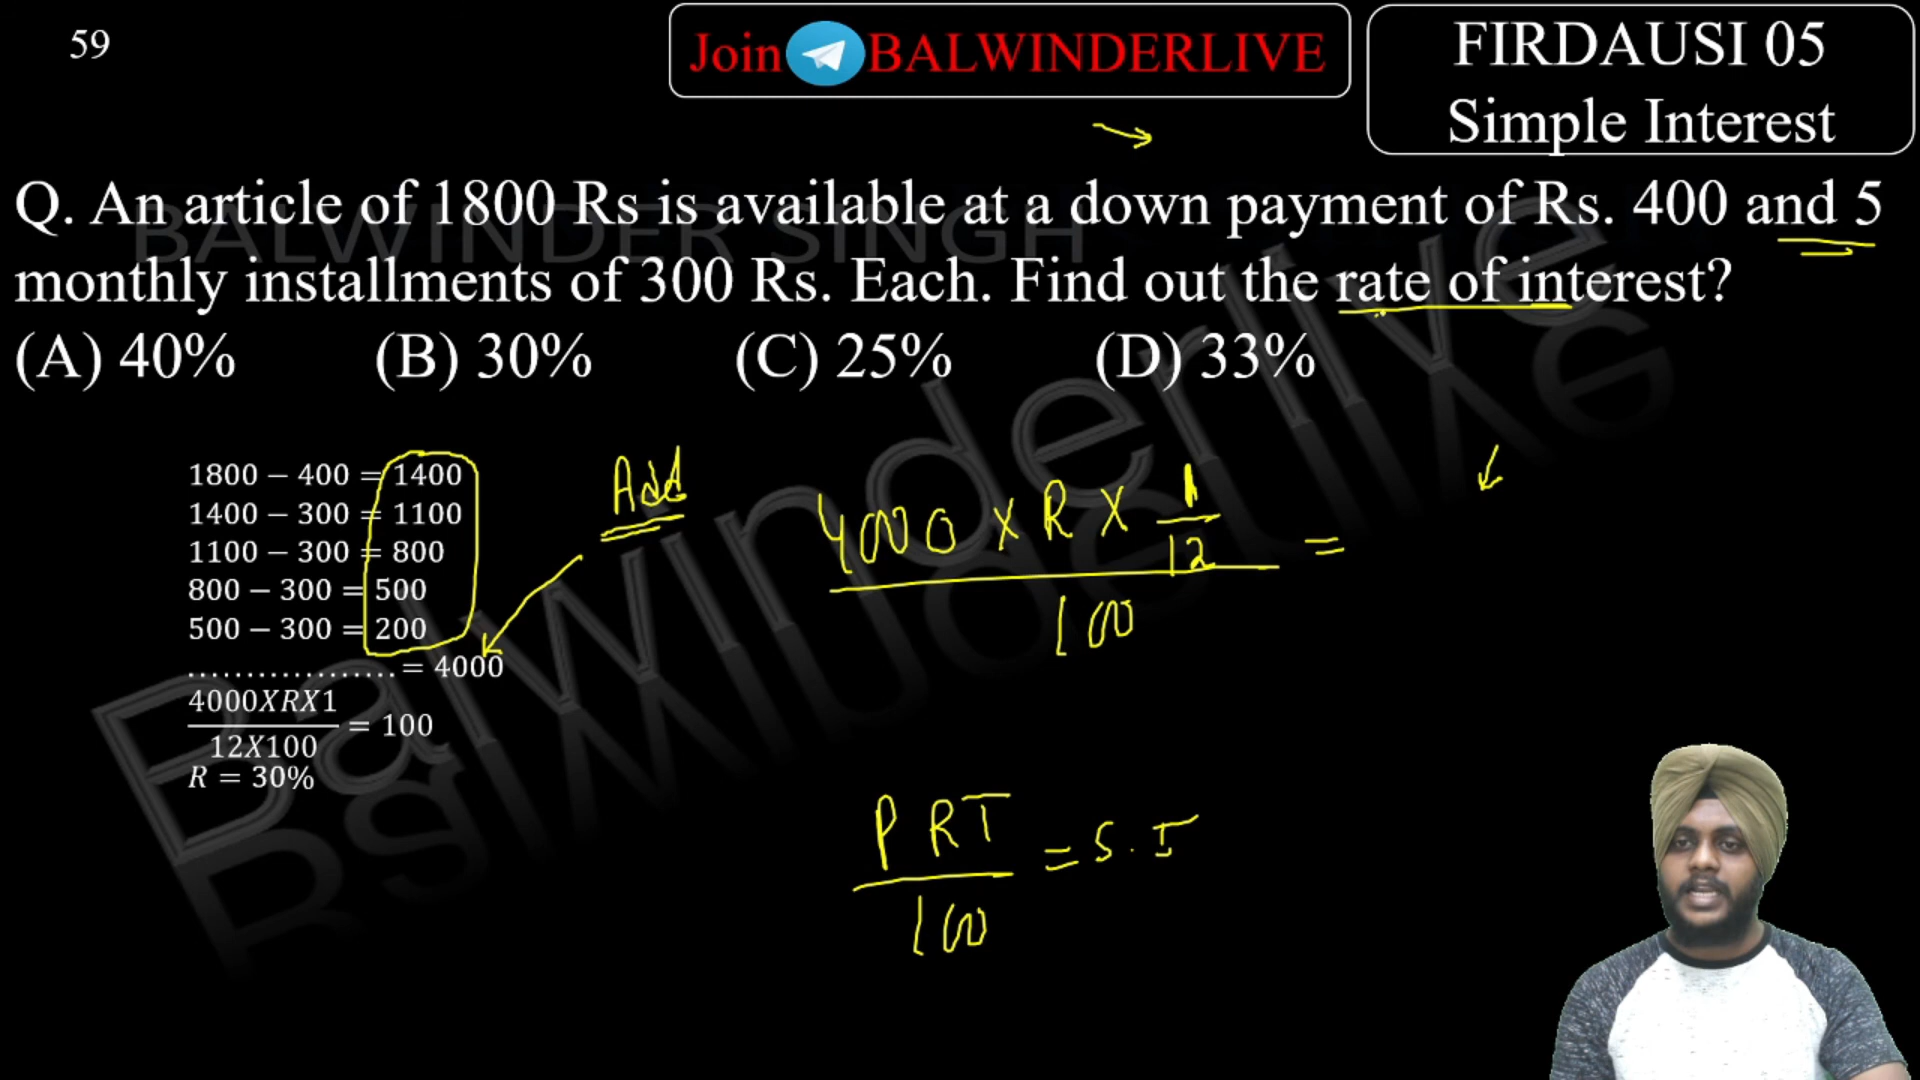 59
Join BALWINDERLIVE
FIRDAUSI 05
Simple Interest
Q. An article of 1800 Rs is available at a down payment of Rs. 400 and 5
monthly installments of 300 Rs. Each. Find out the rate of interest?
(A) 40% (B) 30% (C) 25% (D) 33%
BALWINDER SINGH
Balwinderlive
1800 − 400 = 1400
1400 − 300 = 1100
1100 − 300 = 800
800 − 300 = 500
500 − 300 = 200
.................. = 4000
4000XRX1
12X100
= 100
R = 30%
Add
4000 X R X 1/12
=
100
PRT
= S.I
100